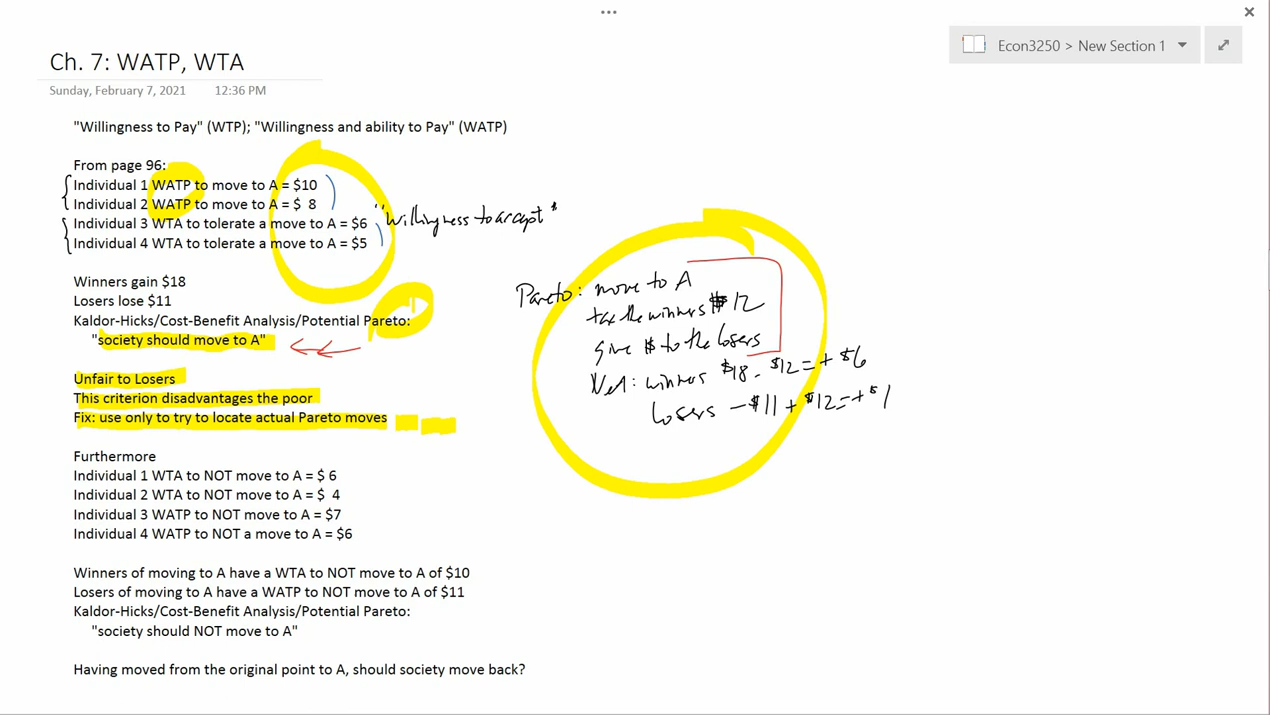 Econ3250 > New Section 1
Ch. 7: WATP, WTA
Sunday, February 7, 2021 12:36 PM
"Willingness to Pay" (WTP); "Willingness and ability to Pay" (WATP)
From page 96:
Individual 1 WATP to move to A = $10
Individual 2 WATP to move to A = $ 8
Individual 3 WTA to tolerate a move to A = $6
Individual 4 WTA to tolerate a move to A = $5
"willingness to accept"
Winners gain $18
Losers lose $11
Kaldor-Hicks/Cost-Benefit Analysis/Potential Pareto:
"society should move to A"
Unfair to Losers
This criterion disadvantages the poor
Fix: use only to try to locate actual Pareto moves
Pareto: move to A
tax the winners $12
give $ to the losers
Net: winners $18 - $12 = + $6
losers - $11 + $12 = + $1
Furthermore
Individual 1 WTA to NOT move to A = $ 6
Individual 2 WTA to NOT move to A = $ 4
Individual 3 WATP to NOT move to A = $7
Individual 4 WATP to NOT a move to A = $6
Winners of moving to A have a WTA to NOT move to A of $10
Losers of moving to A have a WATP to NOT move to A of $11
Kaldor-Hicks/Cost-Benefit Analysis/Potential Pareto:
"society should NOT move to A"
Having moved from the original point to A, should society move back?